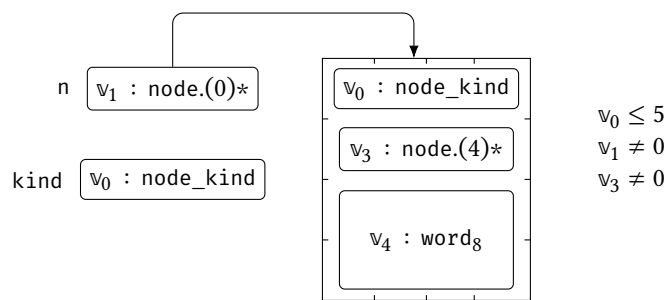 n
𝕧₁ : node.(0)*
kind
𝕧₀ : node_kind
𝕧₀ : node_kind
𝕧₃ : node.(4)*
𝕧₄ : word₈
𝕧₀ ≤ 5
𝕧₁ ≠ 0
𝕧₃ ≠ 0